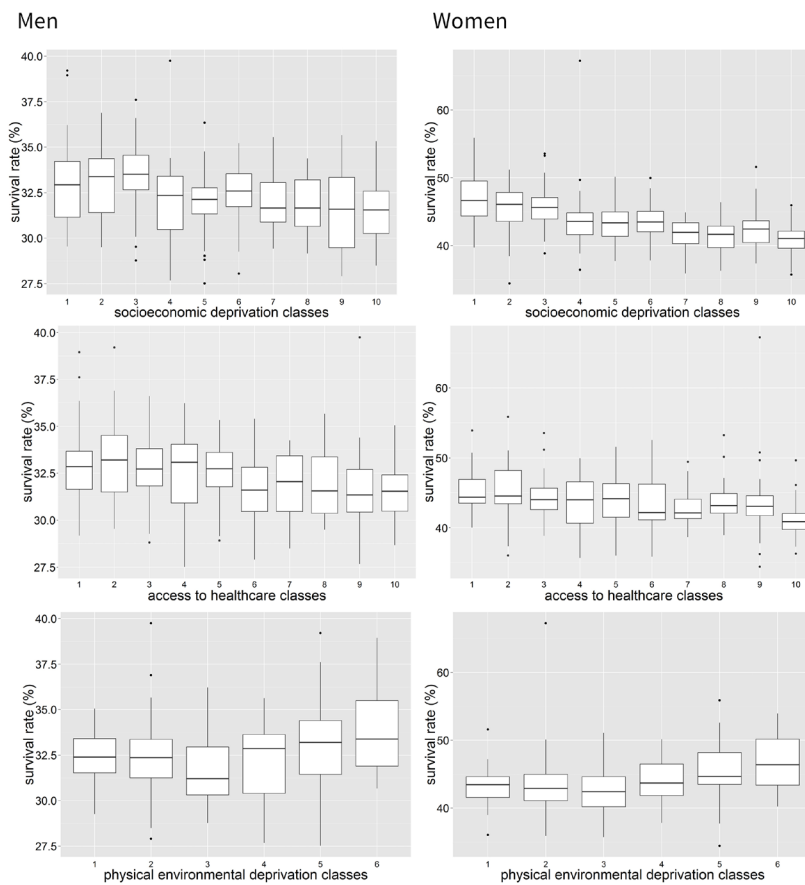 Men Women
40.0
37.5
35.0
32.5
30.0
27.5
survival rate (%)
1 2 3 4 5 6 7 8 9 10
socioeconomic deprivation classes
60
50
40
survival rate (%)
1 2 3 4 5 6 7 8 9 10
socioeconomic deprivation classes
40.0
37.5
35.0
32.5
30.0
27.5
survival rate (%)
1 2 3 4 5 6 7 8 9 10
access to healthcare classes
60
50
40
survival rate (%)
1 2 3 4 5 6 7 8 9 10
access to healthcare classes
40.0
37.5
35.0
32.5
30.0
27.5
survival rate (%)
1 2 3 4 5 6
physical environmental deprivation classes
60
50
40
survival rate (%)
1 2 3 4 5 6
physical environmental deprivation classes